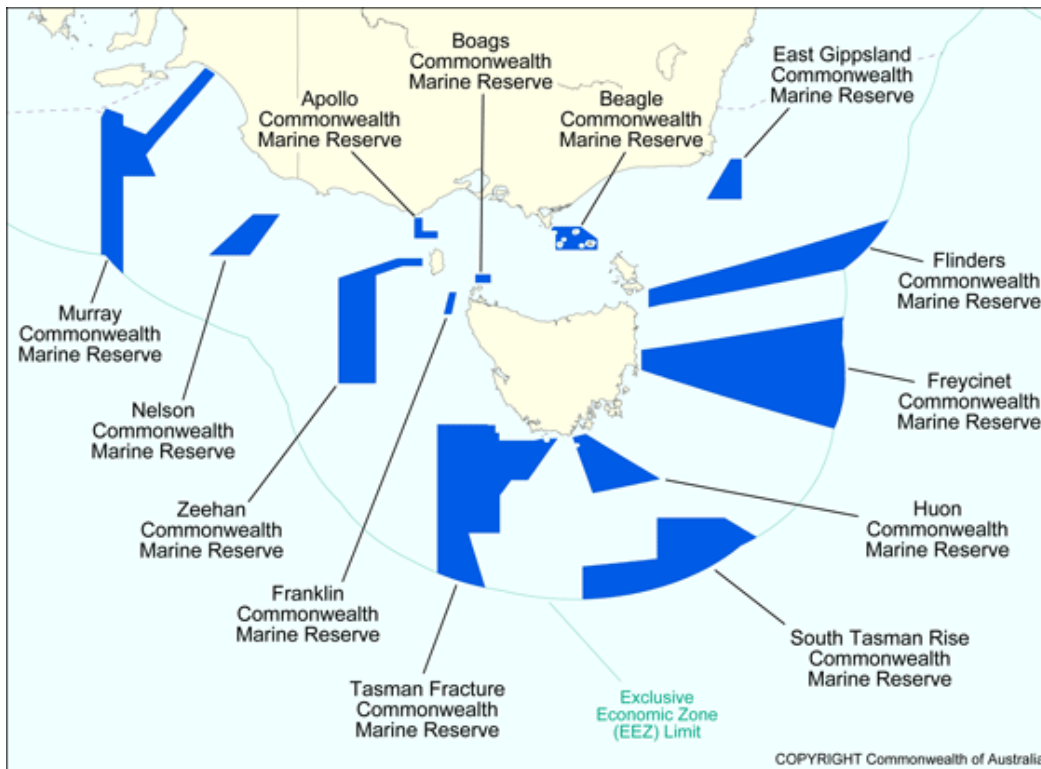 Boags
Commonwealth
Marine Reserve
East Gippsland
Commonwealth
Marine Reserve
Apollo
Commonwealth
Marine Reserve
Beagle
Commonwealth
Marine Reserve
Flinders
Commonwealth
Marine Reserve
Murray
Commonwealth
Marine Reserve
Freycinet
Commonwealth
Marine Reserve
Nelson
Commonwealth
Marine Reserve
Zeehan
Commonwealth
Marine Reserve
Huon
Commonwealth
Marine Reserve
Franklin
Commonwealth
Marine Reserve
South Tasman Rise
Commonwealth
Marine Reserve
Tasman Fracture
Commonwealth
Marine Reserve
Exclusive
Economic Zone
(EEZ) Limit
COPYRIGHT Commonwealth of Australia